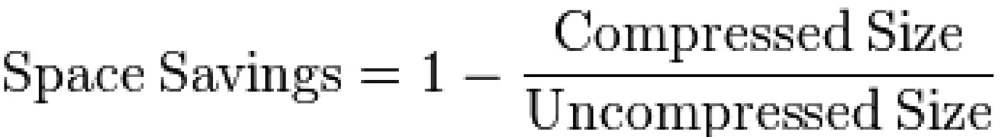 Space Savings = 1 − Compressed Size
Uncompressed Size